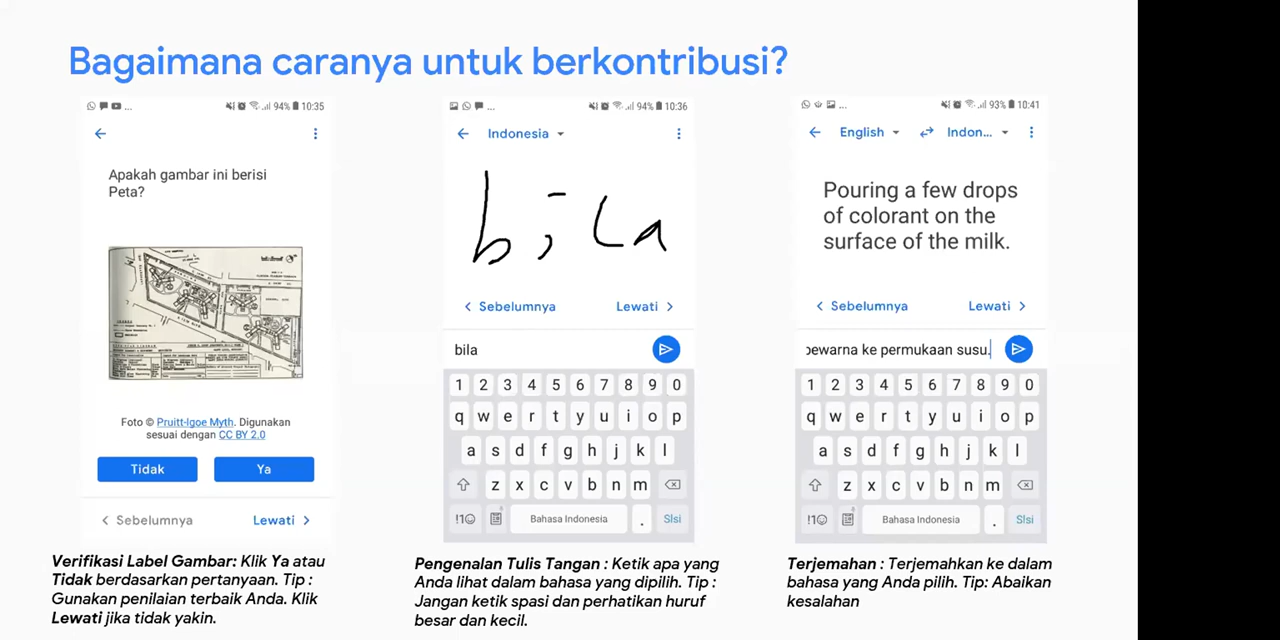 Bagaimana caranya untuk berkontribusi?
... 94% 10:35
Apakah gambar ini berisi
Peta?
Foto © Pruitt-Igoe Myth. Digunakan
sesuai dengan CC BY 2.0
Tidak Ya
Sebelumnya Lewati
Verifikasi Label Gambar: Klik Ya atau
Tidak berdasarkan pertanyaan. Tip :
Gunakan penilaian terbaik Anda. Klik
Lewati jika tidak yakin.
... 94% 10:36
Indonesia
bila
Sebelumnya Lewati
bila
1 2 3 4 5 6 7 8 9 0
q w e r t y u i o p
a s d f g h j k l
z x c v b n m
!1☺ Bahasa Indonesia . Slsi
Pengenalan Tulis Tangan : Ketik apa yang
Anda lihat dalam bahasa yang dipilih. Tip :
Jangan ketik spasi dan perhatikan huruf
besar dan kecil.
... 93% 10:41
English Indon...
Pouring a few drops
of colorant on the
surface of the milk.
Sebelumnya Lewati
pewarna ke permukaan susu.
1 2 3 4 5 6 7 8 9 0
q w e r t y u i o p
a s d f g h j k l
z x c v b n m
!1☺ Bahasa Indonesia . Slsi
Terjemahan : Terjemahkan ke dalam
bahasa yang Anda pilih. Tip: Abaikan
kesalahan